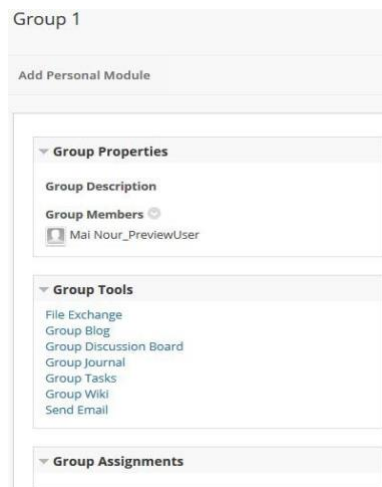 Group 1
Add Personal Module
Group Properties
Group Description
Group Members
Mai Nour_PreviewUser
Group Tools
File Exchange
Group Blog
Group Discussion Board
Group Journal
Group Tasks
Group Wiki
Send Email
Group Assignments